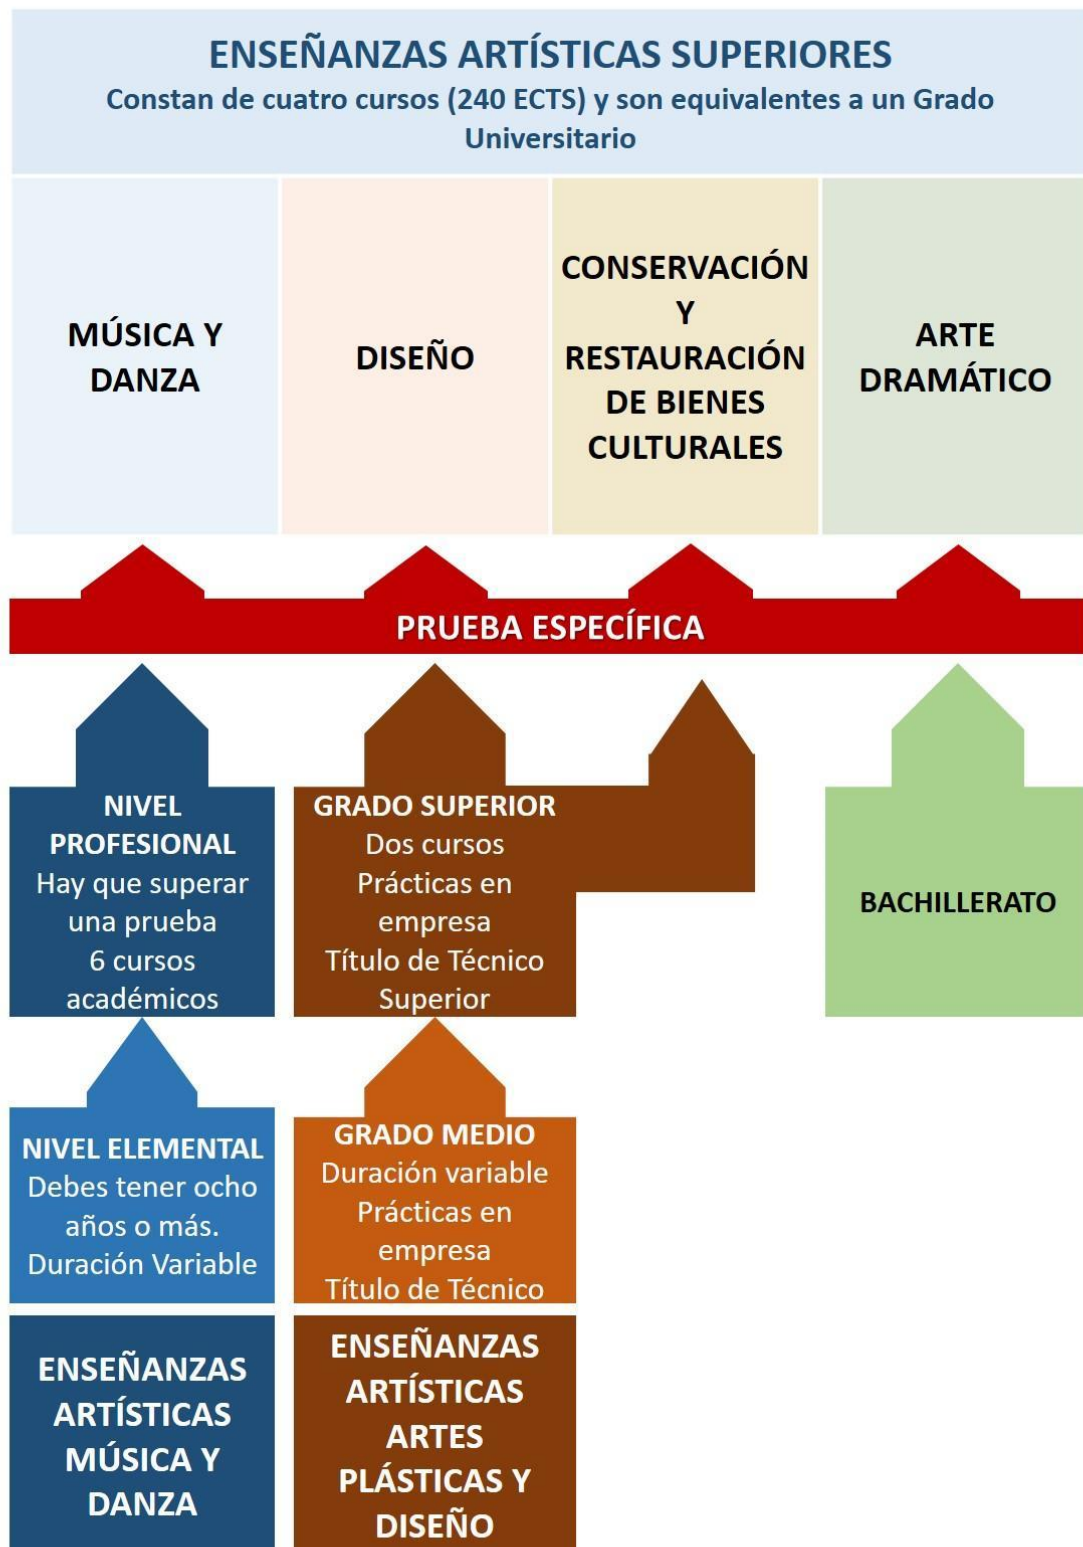 ENSEÑANZAS ARTÍSTICAS SUPERIORES
Constan de cuatro cursos (240 ECTS) y son equivalentes a un Grado
Universitario
MÚSICA Y
DANZA
DISEÑO
CONSERVACIÓN
Y
RESTAURACIÓN
DE BIENES
CULTURALES
ARTE
DRAMÁTICO
PRUEBA ESPECÍFICA
NIVEL
PROFESIONAL
Hay que superar
una prueba
6 cursos
académicos
GRADO SUPERIOR
Dos cursos
Prácticas en
empresa
Título de Técnico
Superior
BACHILLERATO
NIVEL ELEMENTAL
Debes tener ocho
años o más.
Duración Variable
GRADO MEDIO
Duración variable
Prácticas en
empresa
Título de Técnico
ENSEÑANZAS
ARTÍSTICAS
MÚSICA Y
DANZA
ENSEÑANZAS
ARTÍSTICAS
ARTES
PLÁSTICAS Y
DISEÑO